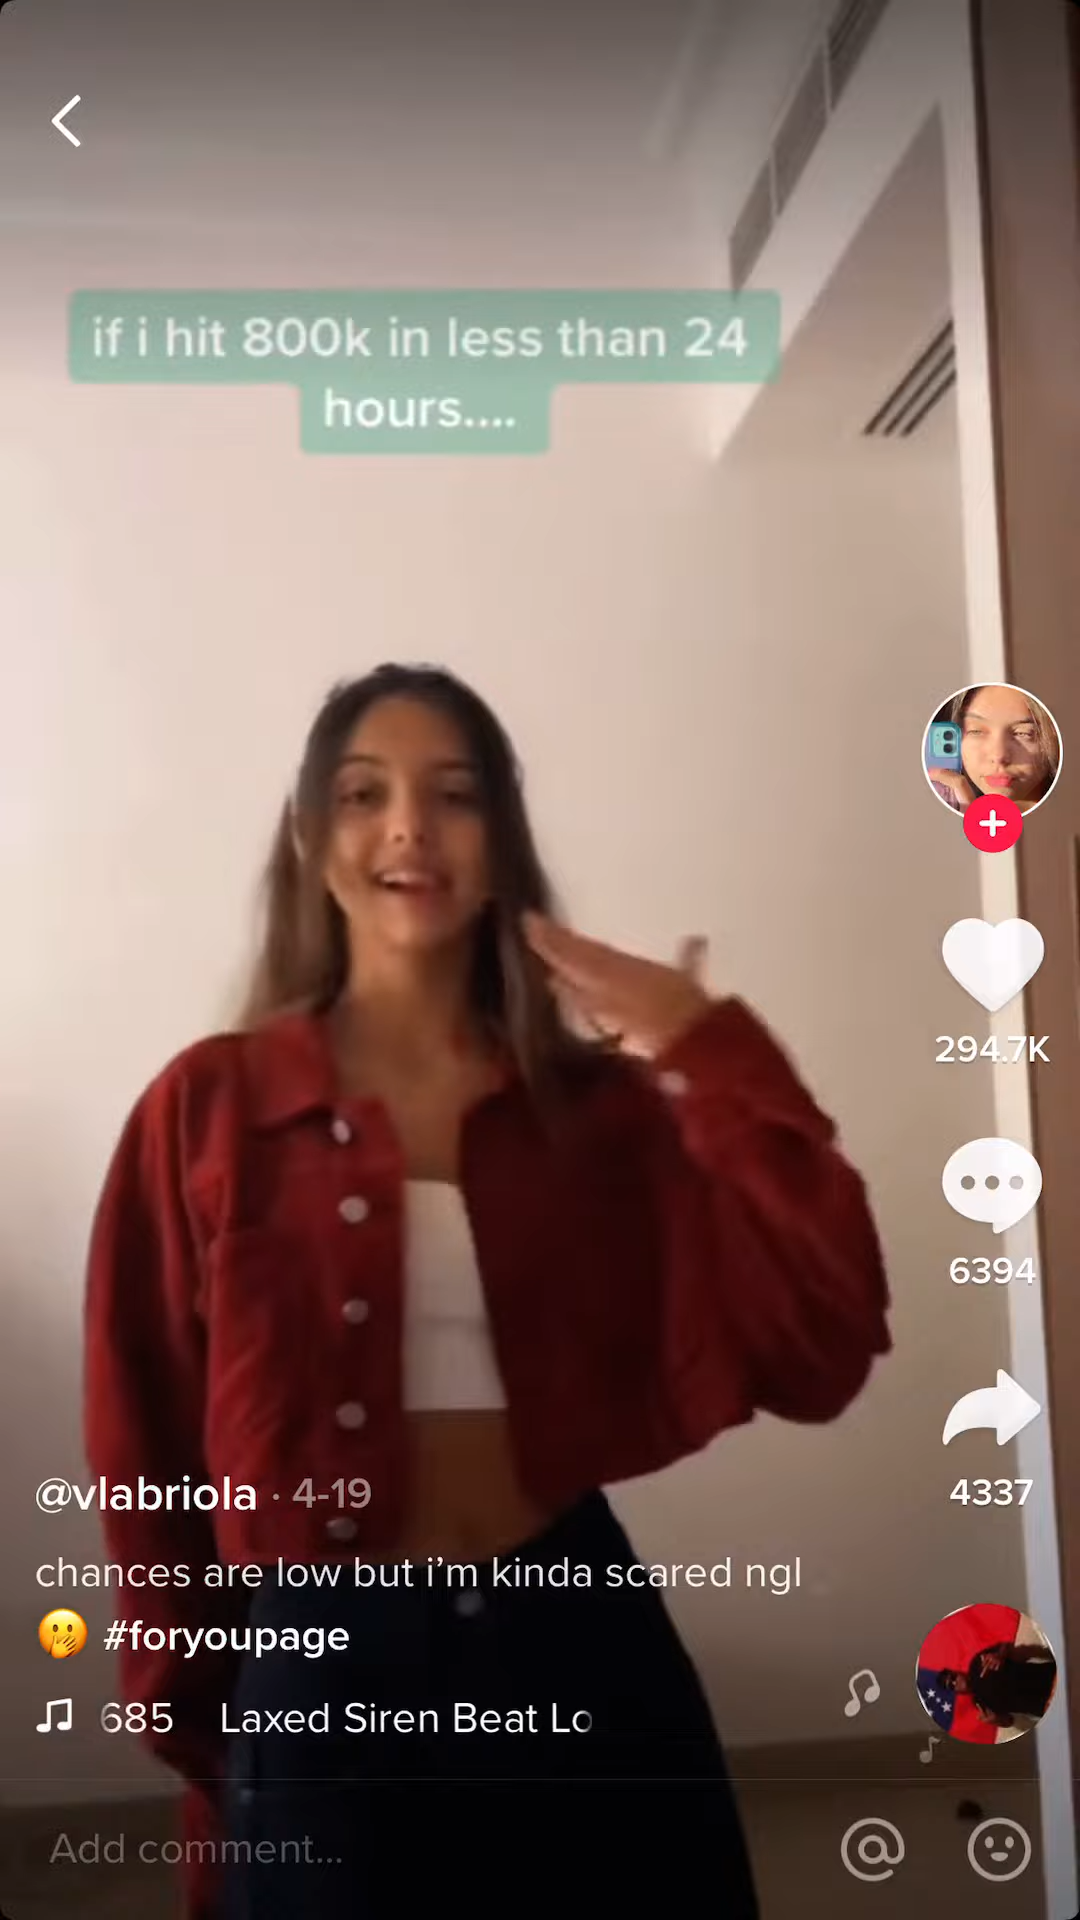 if i hit 800k in less than 24
hours....
294.7K
6394
4337
@vlabriola · 4-19
chances are low but i’m kinda scared ngl
🤭 #foryoupage
685 Laxed Siren Beat Lo
Add comment...